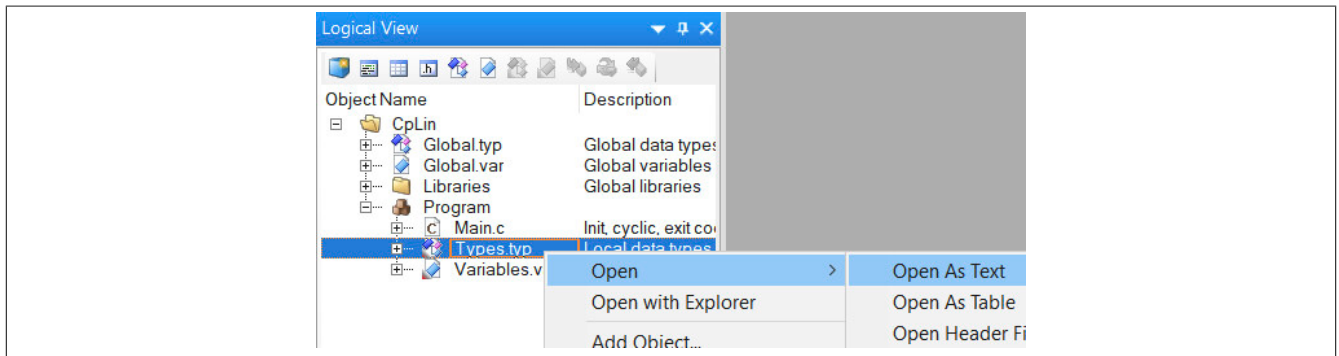 Logical View
Object Name Description
CpLin
Global.typ Global data types
Global.var Global variables
Libraries Global libraries
Program
C Main.c Init, cyclic, exit co
Types.typ Local data types
Variables.v
Open > Open As Text
Open with Explorer Open As Table
Add Object... Open Header Fi